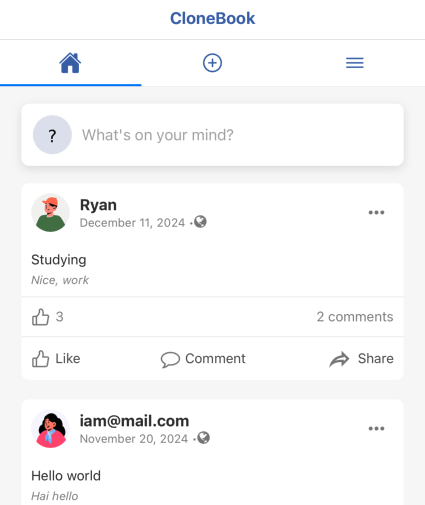 CloneBook
?
What's on your mind?
Ryan
December 11, 2024 •
Studying
Nice, work
3 2 comments
Like Comment Share
iam@mail.com
November 20, 2024 •
Hello world
Hai hello